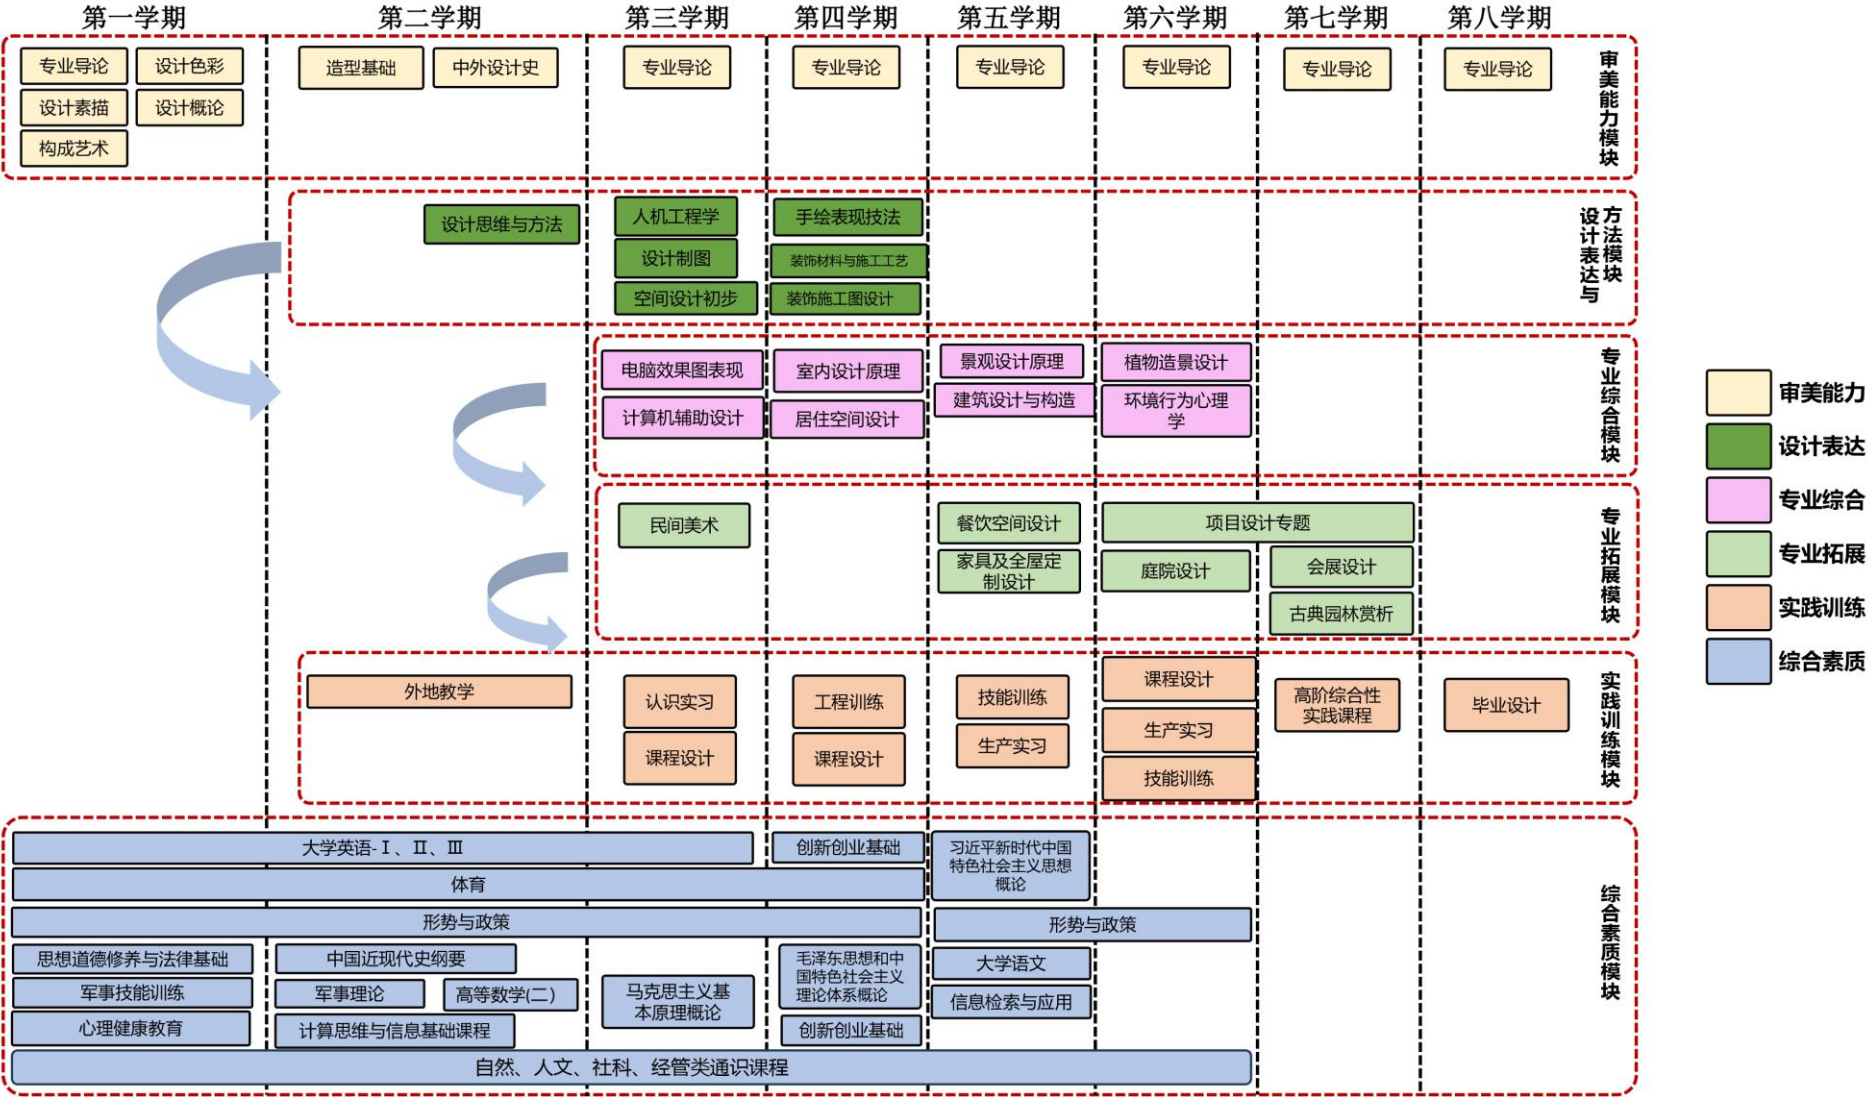 第一学期
第二学期
第三学期
第四学期
第五学期
第六学期
第七学期
第八学期
专业导论
设计色彩
设计素描
设计概论
构成艺术
造型基础
中外设计史
专业导论
专业导论
专业导论
专业导论
专业导论
专业导论
审美能力模块
设计思维与方法
人机工程学
设计制图
空间设计初步
手绘表现技法
装饰材料与施工工艺
装饰施工图设计
设计表达与
方法模块
电脑效果图表现
计算机辅助设计
室内设计原理
居住空间设计
景观设计原理
建筑设计与构造
植物造景设计
环境行为心理
学
专业综合模块
民间美术
餐饮空间设计
家具及全屋定
制设计
项目设计专题
庭院设计
会展设计
古典园林赏析
专业拓展模块
外地教学
认识实习
课程设计
工程训练
课程设计
技能训练
生产实习
课程设计
生产实习
技能训练
高阶综合性
实践课程
毕业设计
实践训练模块
大学英语-Ⅰ、Ⅱ、Ⅲ
创新创业基础
习近平新时代中国
特色社会主义思想
概论
体育
形势与政策
形势与政策
思想道德修养与法律基础
军事技能训练
心理健康教育
中国近现代史纲要
军事理论
高等数学(二)
计算思维与信息基础课程
马克思主义基
本原理概论
毛泽东思想和中
国特色社会主义
理论体系概论
创新创业基础
大学语文
信息检索与应用
自然、人文、社科、经管类通识课程
综合素质模块
审美能力
设计表达
专业综合
专业拓展
实践训练
综合素质